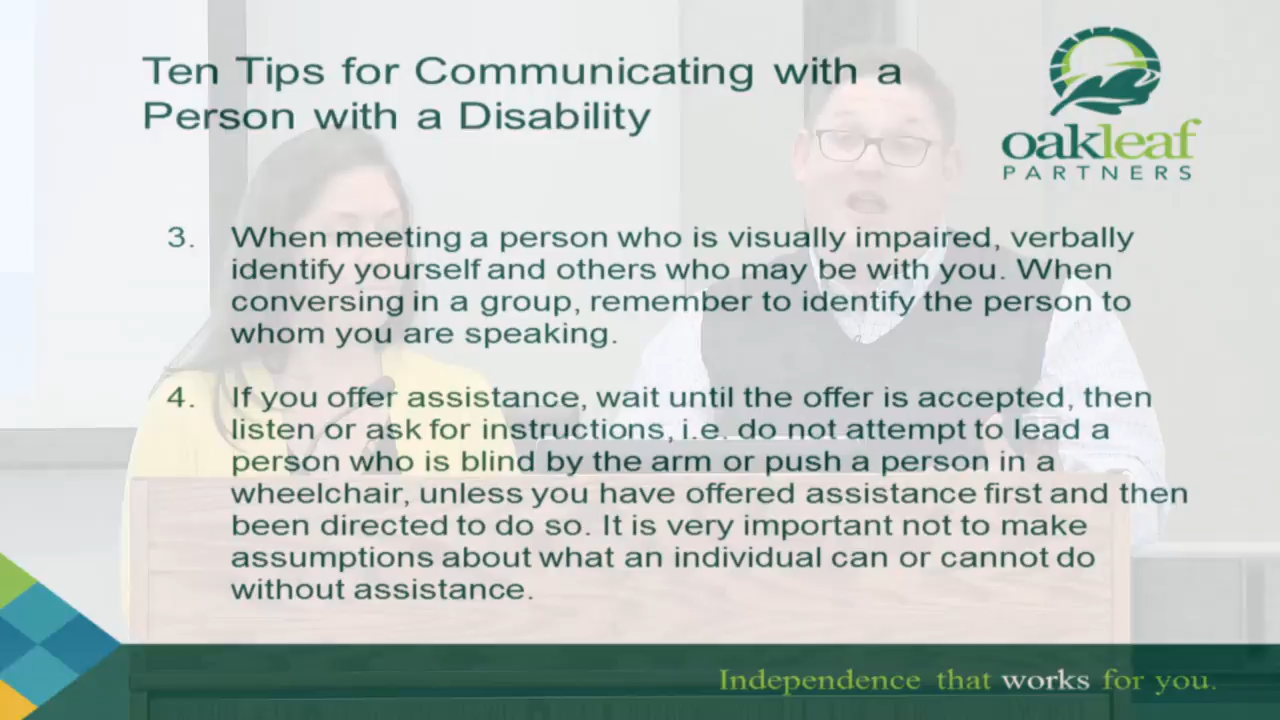 Ten Tips for Communicating with a
Person with a Disability
oakleaf
PARTNERS
3. When meeting a person who is visually impaired, verbally
identify yourself and others who may be with you. When
conversing in a group, remember to identify the person to
whom you are speaking.
4. If you offer assistance, wait until the offer is accepted, then
listen or ask for instructions, i.e. do not attempt to lead a
person who is blind by the arm or push a person in a
wheelchair, unless you have offered assistance first and then
been directed to do so. It is very important not to make
assumptions about what an individual can or cannot do
without assistance.
Independence that works for you.